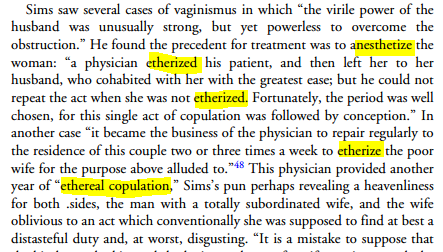 Sims saw several cases of vaginismus in which “the virile power of the
husband was unusually strong, but yet powerless to overcome the
obstruction.” He found the precedent for treatment was to anesthetize the
woman: “a physician etherized his patient, and then left her to her
husband, who cohabited with her with the greatest ease; but he could not
repeat the act when she was not etherized. Fortunately, the period was well
chosen, for this single act of copulation was followed by conception.” In
another case “it became the business of the physician to repair regularly to
the residence of this couple two or three times a week to etherize the poor
wife for the purpose above alluded to.”48 This physician provided another
year of “ethereal copulation,” Sims’s pun perhaps revealing a heavenliness
for both .sides, the man with a totally subordinated wife, and the wife
oblivious to an act which conventionally she was supposed to find at best a
distasteful duty and, at worst, disgusting. “It is a mistake to suppose that